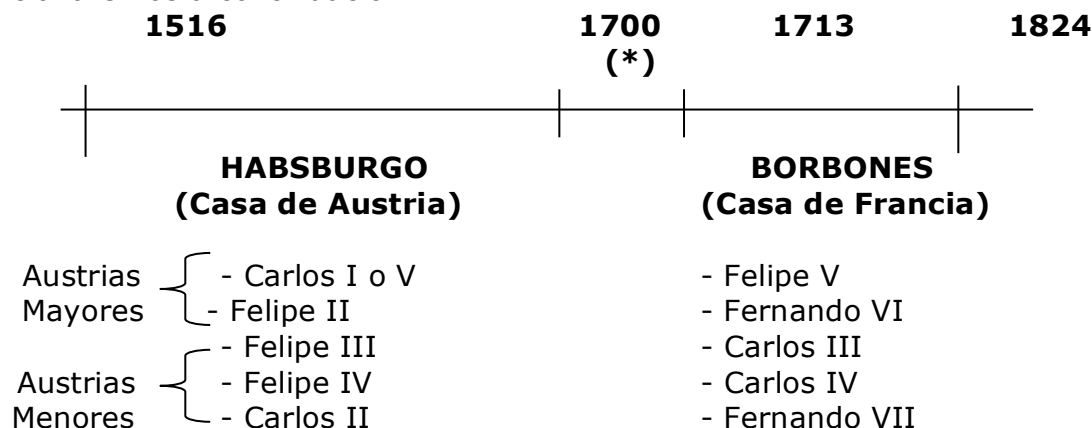 1516 1700 1713 1824
(*)
HABSBURGO BORBONES
(Casa de Austria) (Casa de Francia)
Austrias - Carlos I o V - Felipe V
Mayores - Felipe II - Fernando VI
- Felipe III - Carlos III
Austrias - Felipe IV - Carlos IV
Menores - Carlos II - Fernando VII